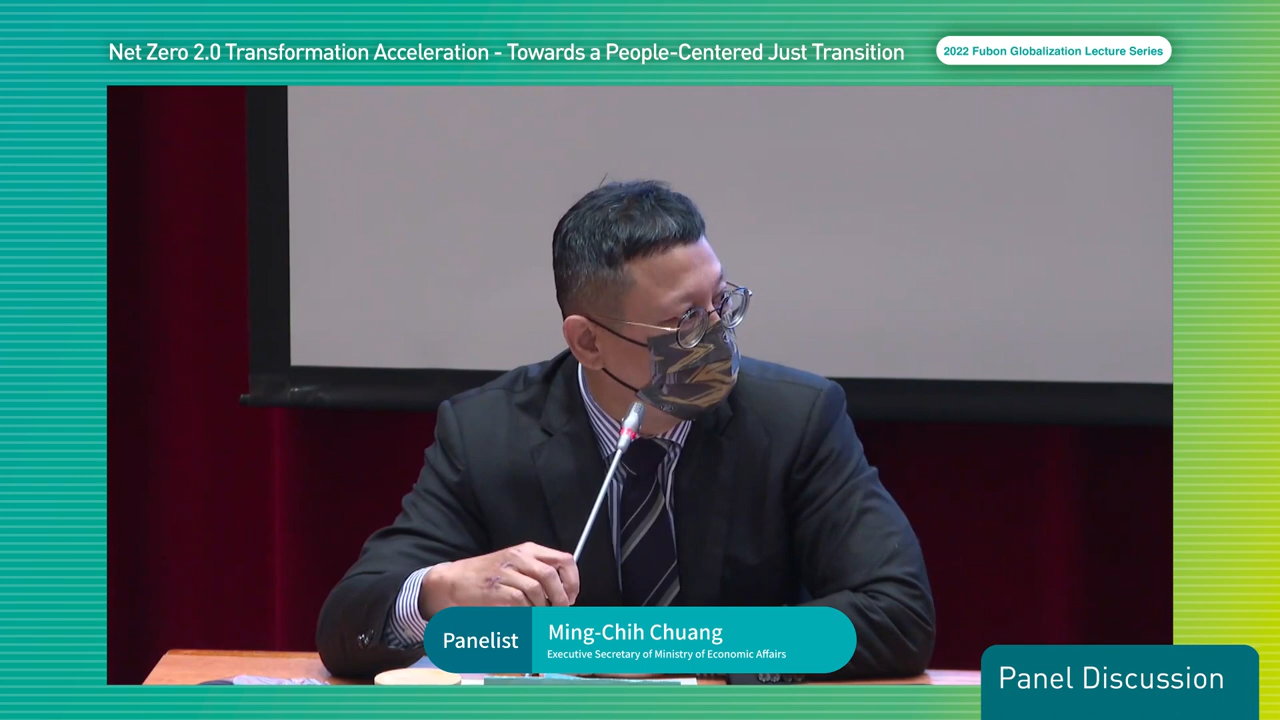 Net Zero 2.0 Transformation Acceleration - Towards a People-Centered Just Transition
2022 Fubon Globalization Lecture Series
Panelist
Ming-Chih Chuang
Executive Secretary of Ministry of Economic Affairs
Panel Discussion